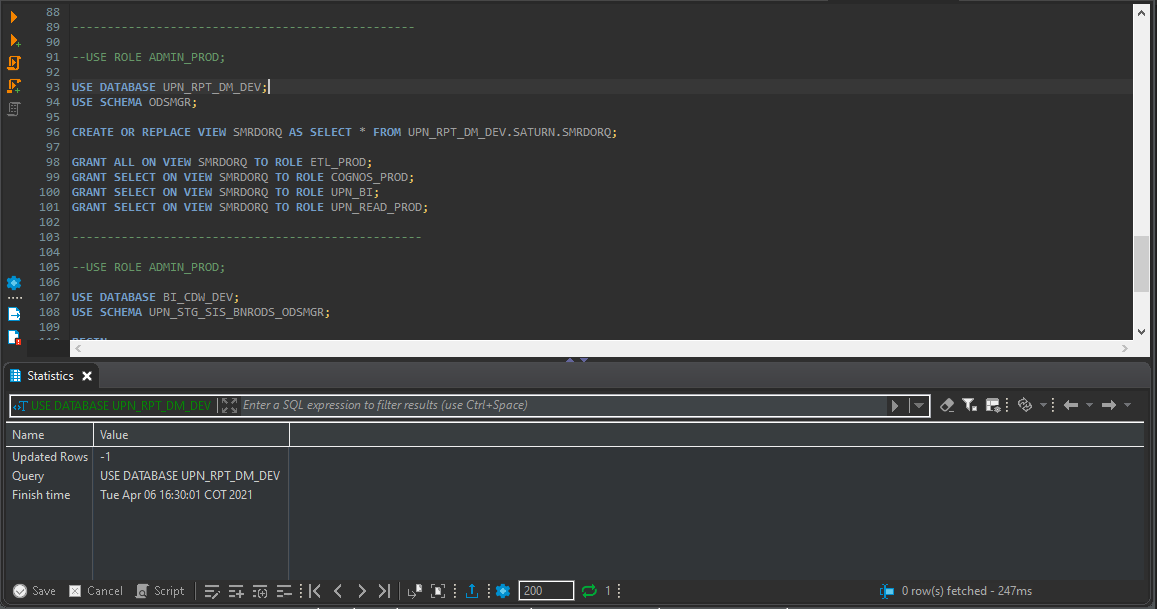 88
89 -------------------------------------------------
90
91 --USE ROLE ADMIN_PROD;
92
93 USE DATABASE UPN_RPT_DM_DEV;
94 USE SCHEMA ODSMGR;
95
96 CREATE OR REPLACE VIEW SMRDORQ AS SELECT * FROM UPN_RPT_DM_DEV.SATURN.SMRDORQ;
97
98 GRANT ALL ON VIEW SMRDORQ TO ROLE ETL_PROD;
99 GRANT SELECT ON VIEW SMRDORQ TO ROLE COGNOS_PROD;
100 GRANT SELECT ON VIEW SMRDORQ TO ROLE UPN_BI;
101 GRANT SELECT ON VIEW SMRDORQ TO ROLE UPN_READ_PROD;
102
103 --------------------------------------------------
104
105 --USE ROLE ADMIN_PROD;
106
107 USE DATABASE BI_CDW_DEV;
108 USE SCHEMA UPN_STG_SIS_BNRODS_ODSMGR;
109
110 BEGIN
Statistics
USE DATABASE UPN_RPT_DM_DEV Enter a SQL expression to filter results (use Ctrl+Space)
Name Value
Updated Rows -1
Query USE DATABASE UPN_RPT_DM_DEV
Finish time Tue Apr 06 16:30:01 COT 2021
Save Cancel Script 200 1 0 row(s) fetched - 247ms